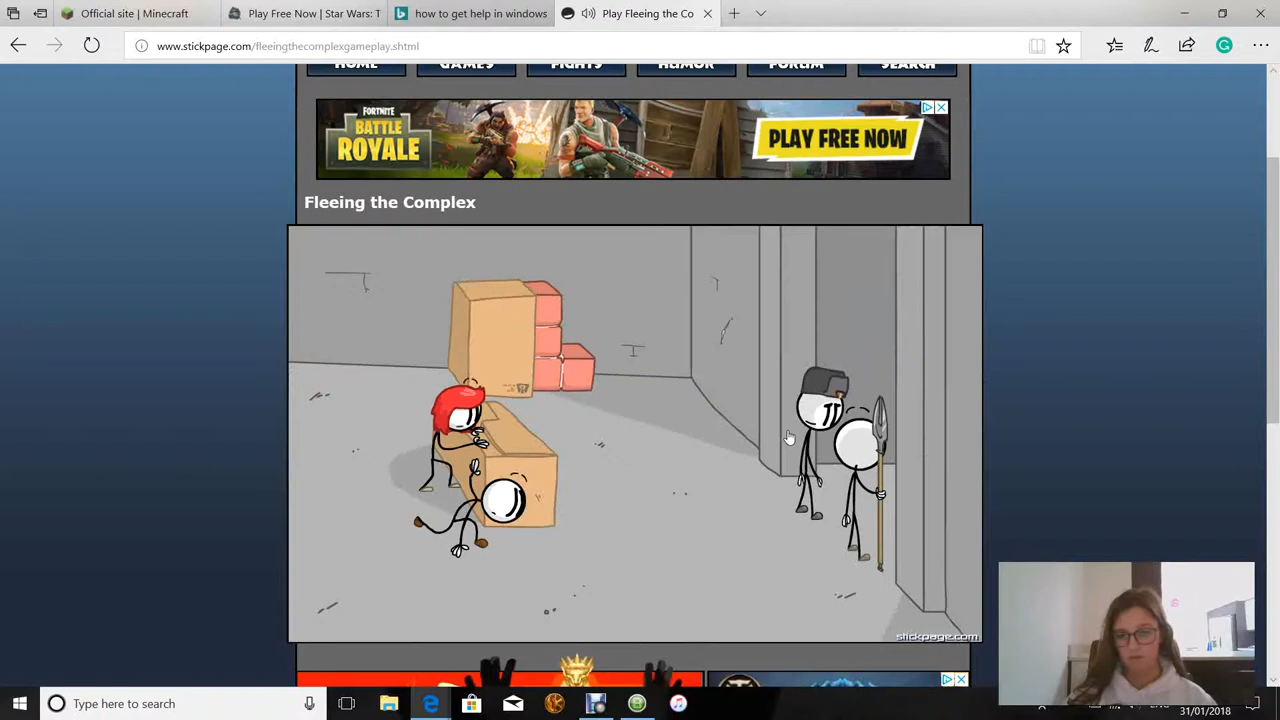 Official site | Minecraft
Play Free Now | Star Wars: T
how to get help in windows
Play Fleeing the Co
www.stickpage.com/fleeingthecomplexgameplay.shtml
HOME GAMES FIGHTS HUMOR FORUM SEARCH
FORTNITE
BATTLE
ROYALE
PLAY FREE NOW
Fleeing the Complex
stickpage.com
Type here to search
31/01/2018